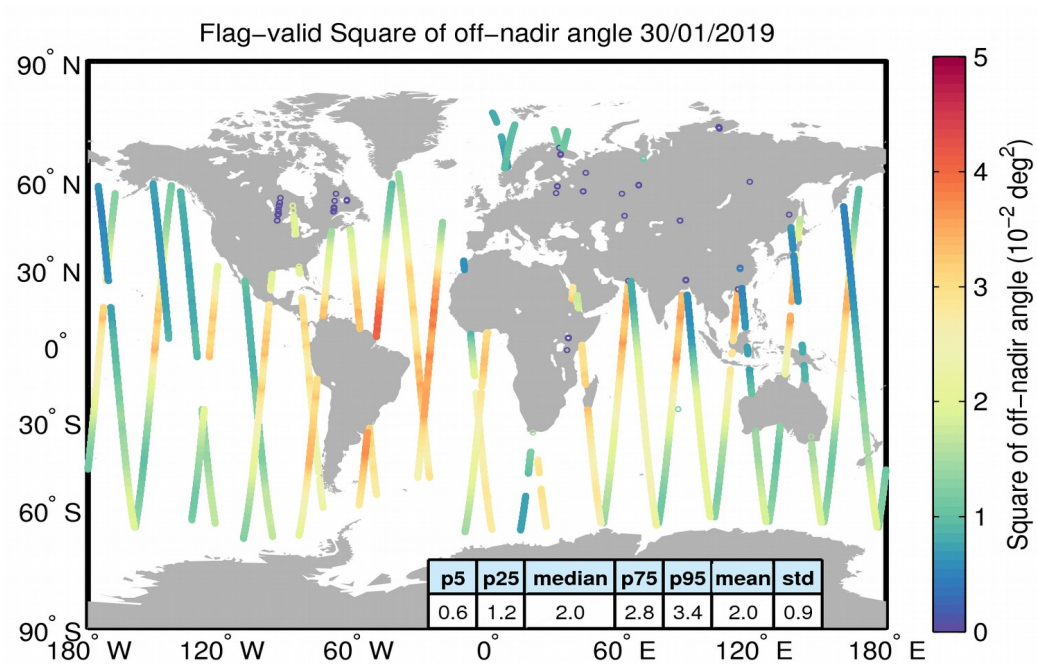 Flag−valid Square of off−nadir angle 30/01/2019
90° N
60° N
30° N
0°
30° S
60° S
90° S
180° W
120° W
60° W
0°
60° E
120° E
180° E
p5 p25 median p75 p95 mean std
0.6 1.2 2.0 2.8 3.4 2.0 0.9
5
4
3
2
1
0
Square of off−nadir angle (10⁻² deg²)